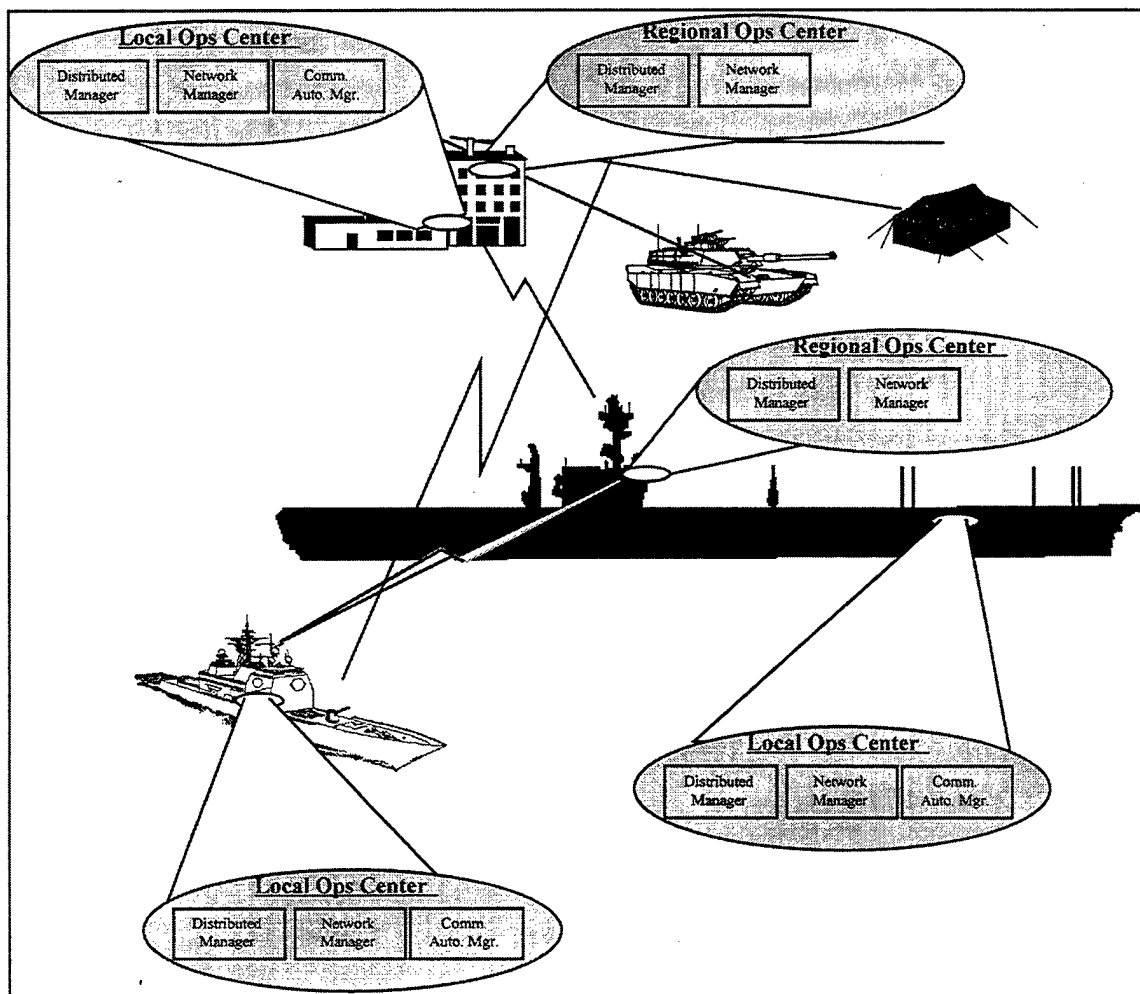 Local Ops Center
Distributed
Manager
Network
Manager
Comm.
Auto. Mgr.
Regional Ops Center
Distributed
Manager
Network
Manager
Regional Ops Center
Distributed
Manager
Network
Manager
Local Ops Center
Distributed
Manager
Network
Manager
Comm.
Auto. Mgr.
Local Ops Center
Distributed
Manager
Network
Manager
Comm.
Auto. Mgr.